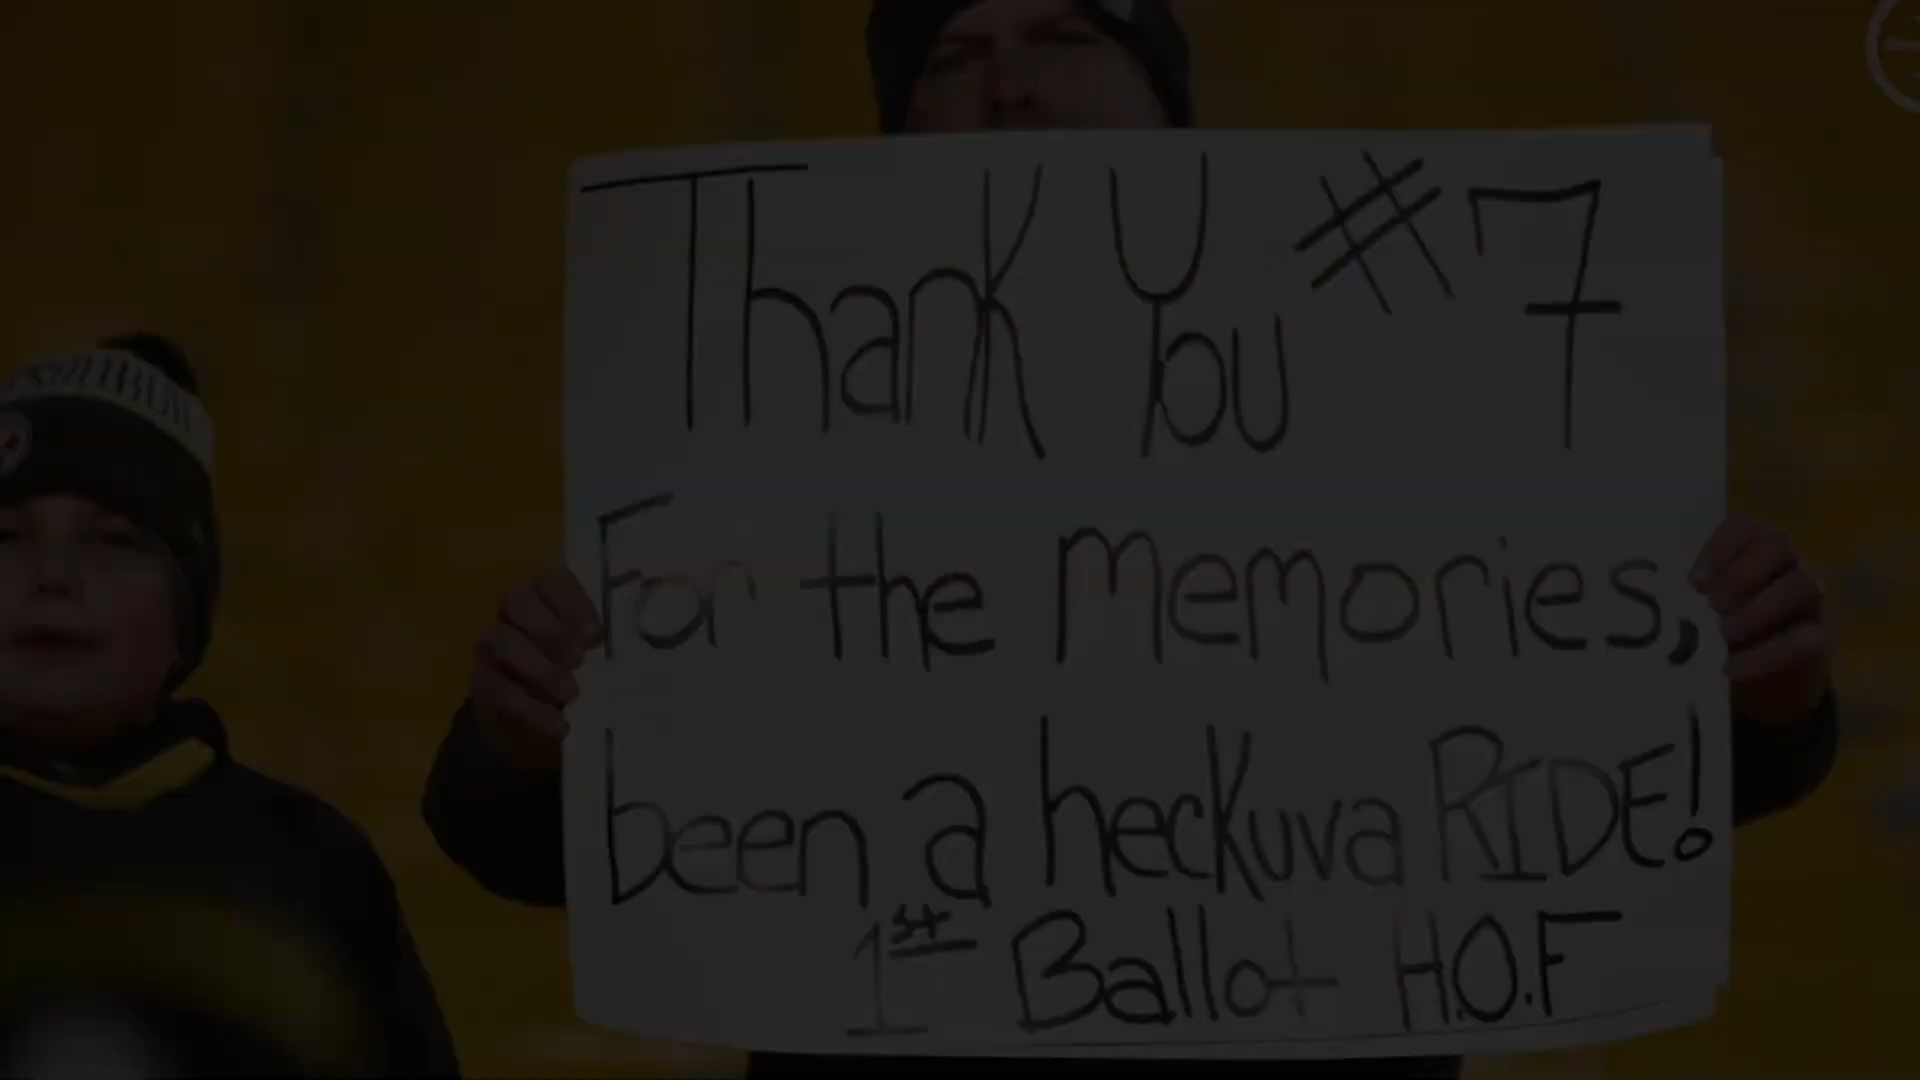 Thank You #7
For the Memories,
been a heckuva RIDE!
1st Ballot H.O.F